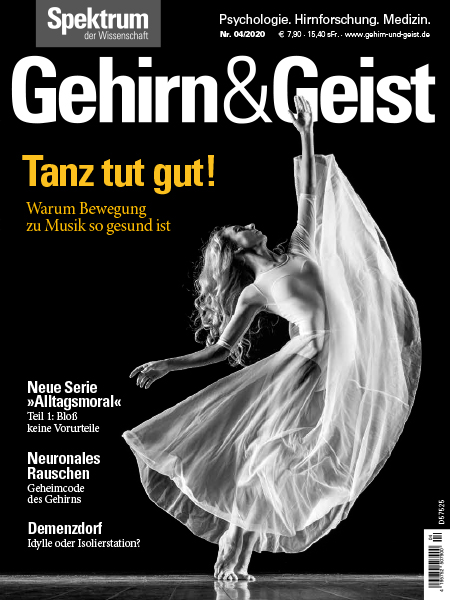 Spektrum
der Wissenschaft
Psychologie. Hirnforschung. Medizin.
Nr. 04/2020 € 7,90 · 15,40 sFr. · www.gehirn-und-geist.de
Gehirn&Geist
Tanz tut gut!
Warum Bewegung
zu Musik so gesund ist
Neue Serie
»Alltagsmoral«
Teil 1: Bloß
keine Vorurteile
Neuronales
Rauschen
Geheimcode
des Gehirns
Demenzdorf
Idylle oder Isolierstation?
D57525